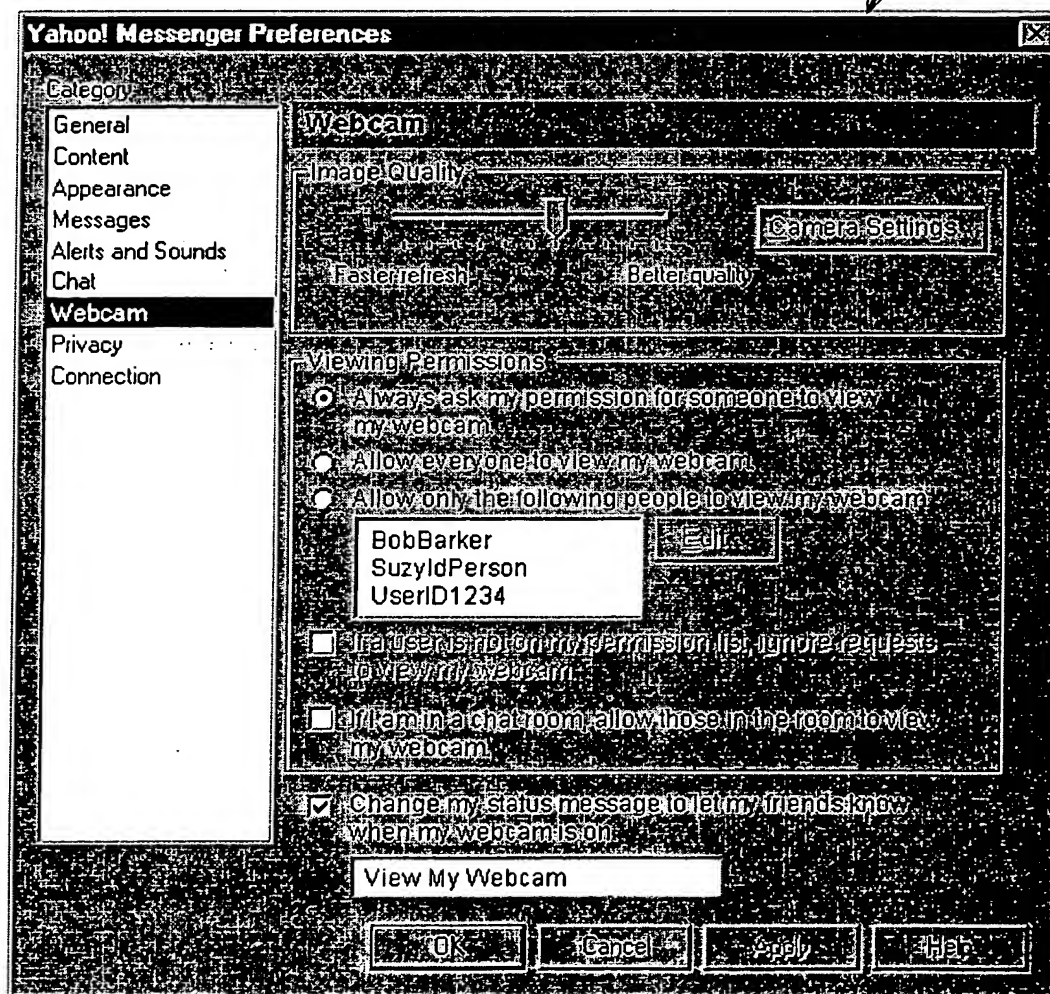 Yahoo! Messenger Preferences
Category
General
Content
Appearance
Messages
Alerts and Sounds
Chat
Webcam
Privacy
Connection
Webcam
Image Quality
Camera Settings...
Faster refresh
Better quality
Viewing Permissions
Always ask my permission for someone to view
my webcam
Allow everyone to view my webcam
Allow only the following people to view my webcam
BobBarker
SuzyIdPerson
UserID1234
Edit...
If a user is not on my permission list, ignore requests
to view my webcam
If I am in a chat room, allow those in the room to view
my webcam
Change my status message to let my friends know
when my webcam is on
View My Webcam
OK
Cancel
Apply
Help